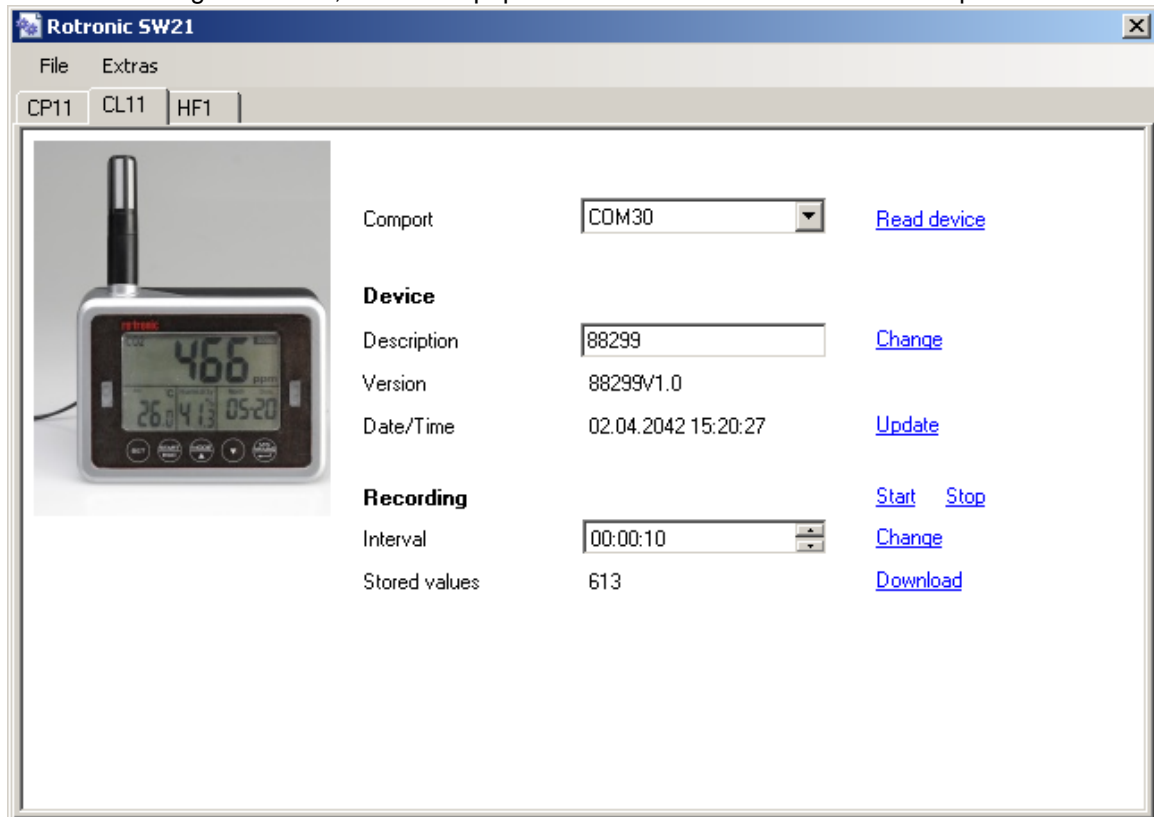 Rotronic SW21
File Extras
CP11 CL11 HF1
Comport COM30 Read device
Device
Description 88299 Change
Version 88299V1.0
Date/Time 02.04.2042 15:20:27 Update
Recording Start Stop
Interval 00:00:10 Change
Stored values 613 Download
rotronic
CO2
466 ppm
26.0 °C 41.3 05-20
SET